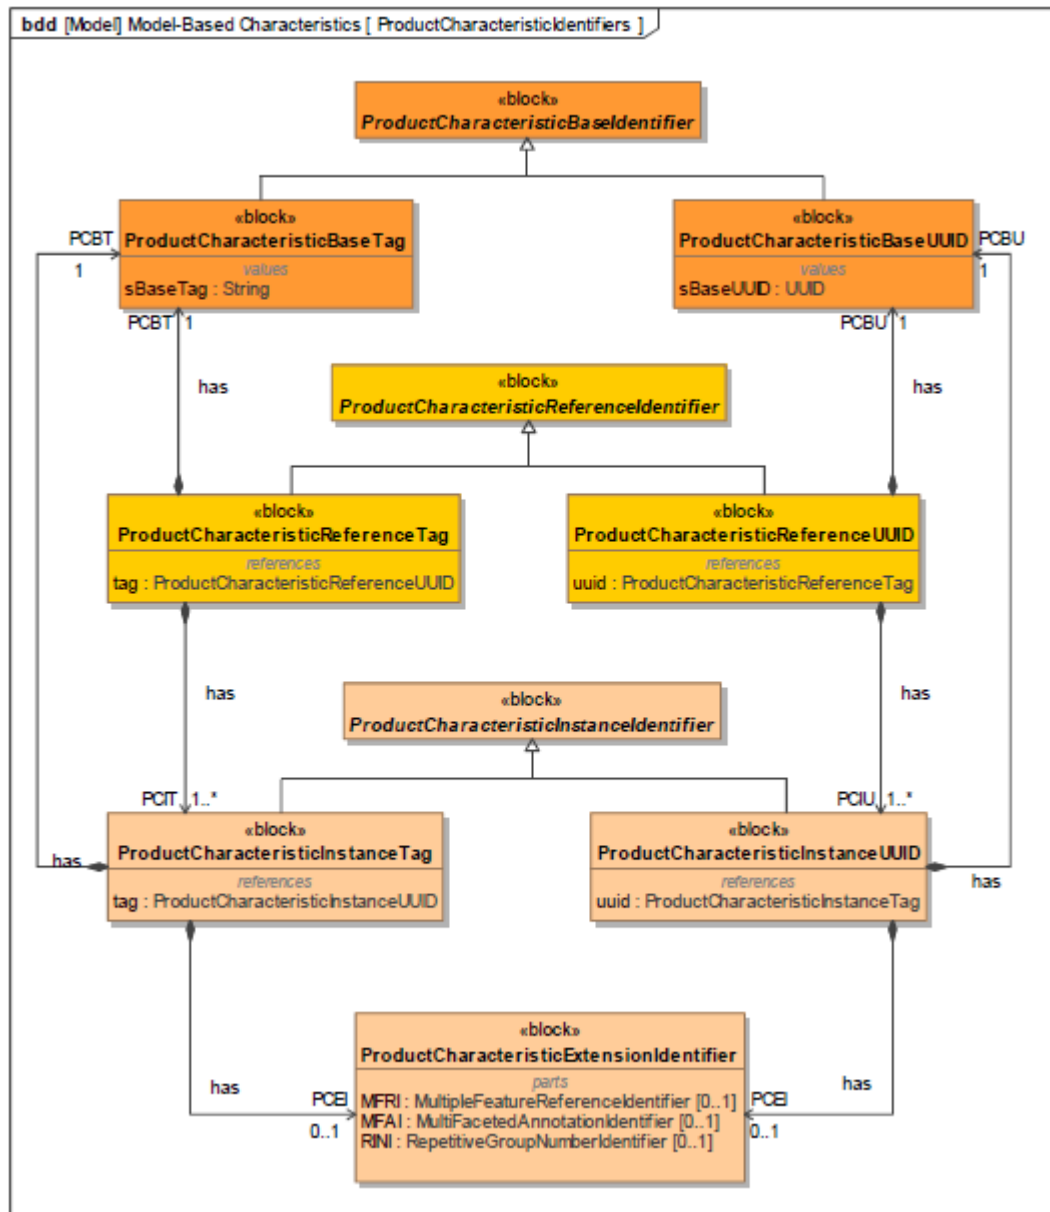 bdd [Model] Model-Based Characteristics [ ProductCharacteristicIdentifiers ]
«block»
ProductCharacteristicBaseIdentifier
«block»
ProductCharacteristicBaseTag
values
sBaseTag : String
«block»
ProductCharacteristicBaseUUID
values
sBaseUUID : UUID
PCBT
1
PCBU
1
PCBT 1
PCBU 1
has
has
«block»
ProductCharacteristicReferenceIdentifier
«block»
ProductCharacteristicReferenceTag
references
tag : ProductCharacteristicReferenceUUID
«block»
ProductCharacteristicReferenceUUID
references
uuid : ProductCharacteristicReferenceTag
has
has
«block»
ProductCharacteristicInstanceIdentifier
PCIT 1..*
PCIU 1..*
«block»
ProductCharacteristicInstanceTag
references
tag : ProductCharacteristicInstanceUUID
«block»
ProductCharacteristicInstanceUUID
references
uuid : ProductCharacteristicInstanceTag
has
has
«block»
ProductCharacteristicExtensionIdentifier
parts
MFRI : MultipleFeatureReferenceIdentifier [0..1]
MFAI : MultiFacetedAnnotationIdentifier [0..1]
RINI : RepetitiveGroupNumberIdentifier [0..1]
has
PCEI
0..1
has
PCEI
0..1